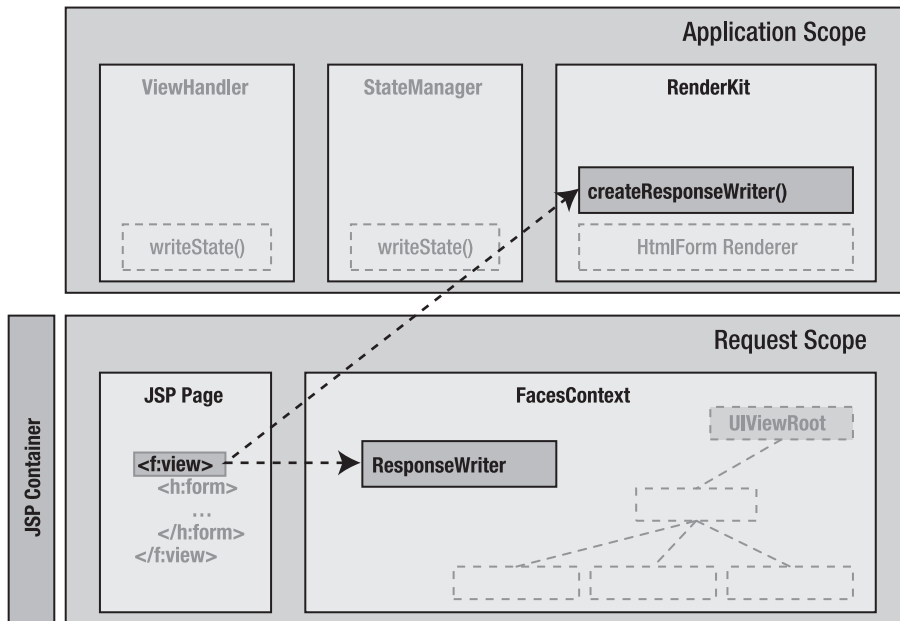 Application Scope
ViewHandler
StateManager
RenderKit
createResponseWriter()
writeState()
writeState()
HtmlForm Renderer
JSP Container
Request Scope
JSP Page
FacesContext
UIViewRoot
<f:view>
ResponseWriter
<h:form>
...
</h:form>
</f:view>